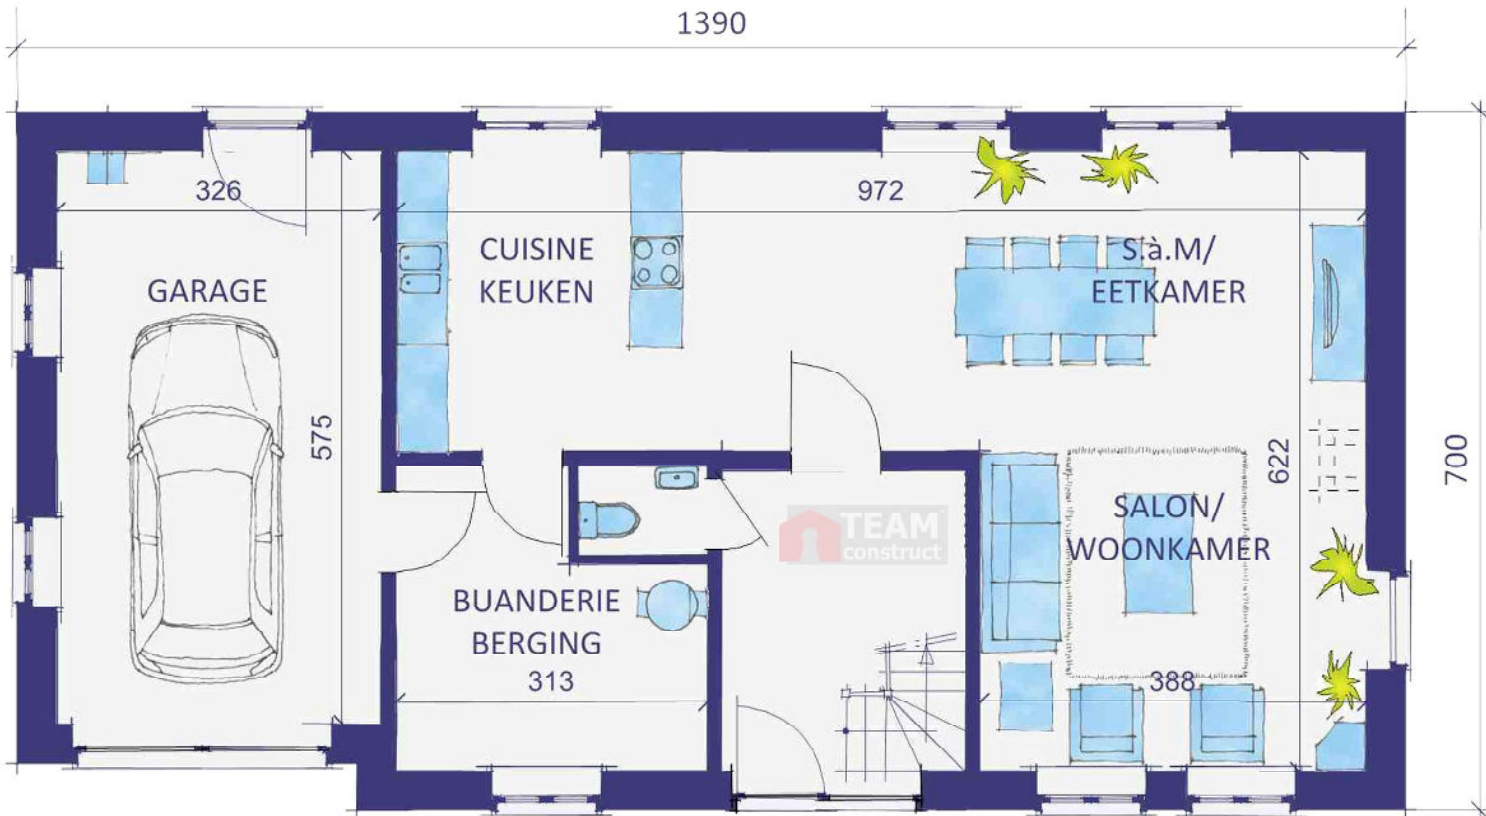 1390
326
972
CUISINE
KEUKEN
S.à.M/
EETKAMER
GARAGE
575
622
700
SALON/
WOONKAMER
TEAM
construct
BUANDERIE
BERGING
313
388